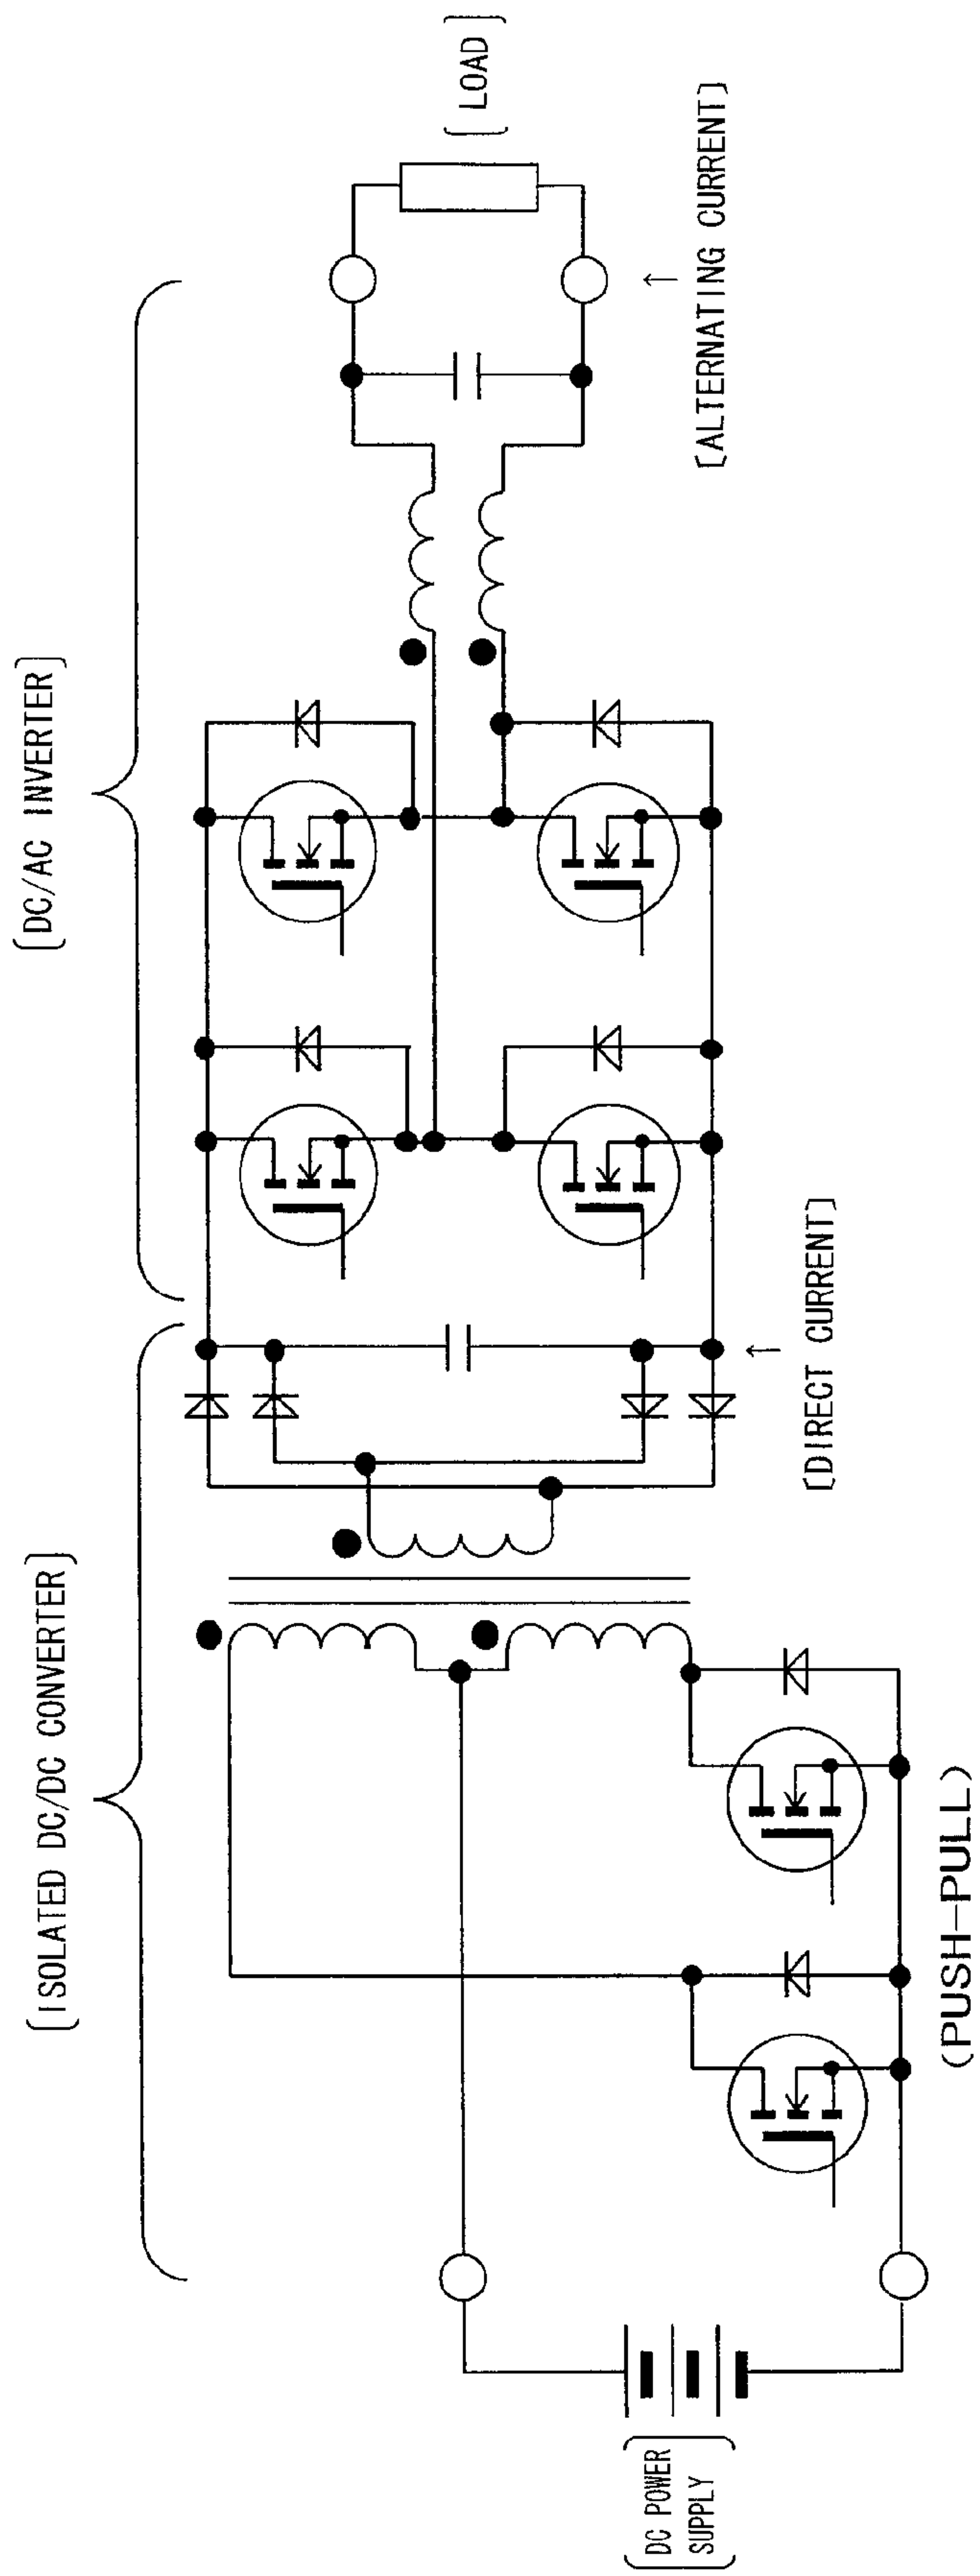 [ISOLATED DC/DC CONVERTER]
[DC/AC INVERTER]
[LOAD]
[DC POWER
SUPPLY]
[DIRECT CURRENT]
[ALTERNATING CURRENT]
(PUSH-PULL)